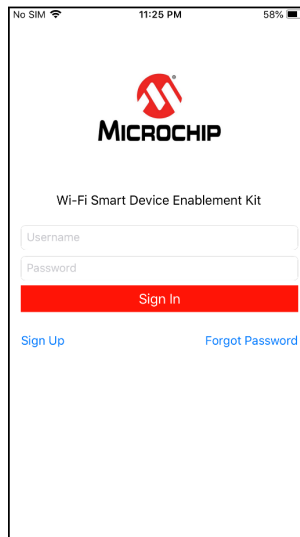 No SIM 11:25 PM 58%
MICROCHIP
Wi-Fi Smart Device Enablement Kit
Username
Password
Sign In
Sign Up Forgot Password